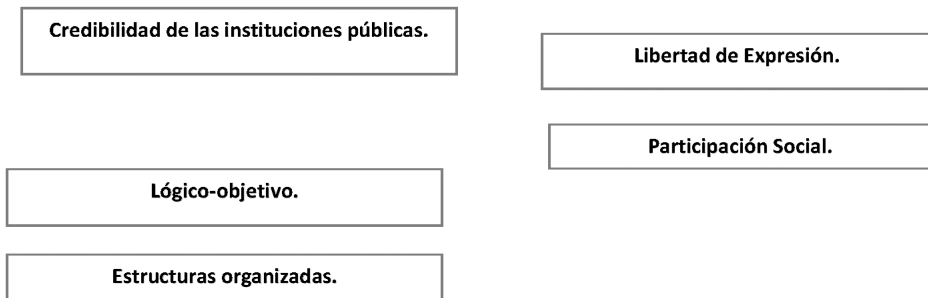 Credibilidad de las instituciones públicas.
Libertad de Expresión.
Participación Social.
Lógico-objetivo.
Estructuras organizadas.